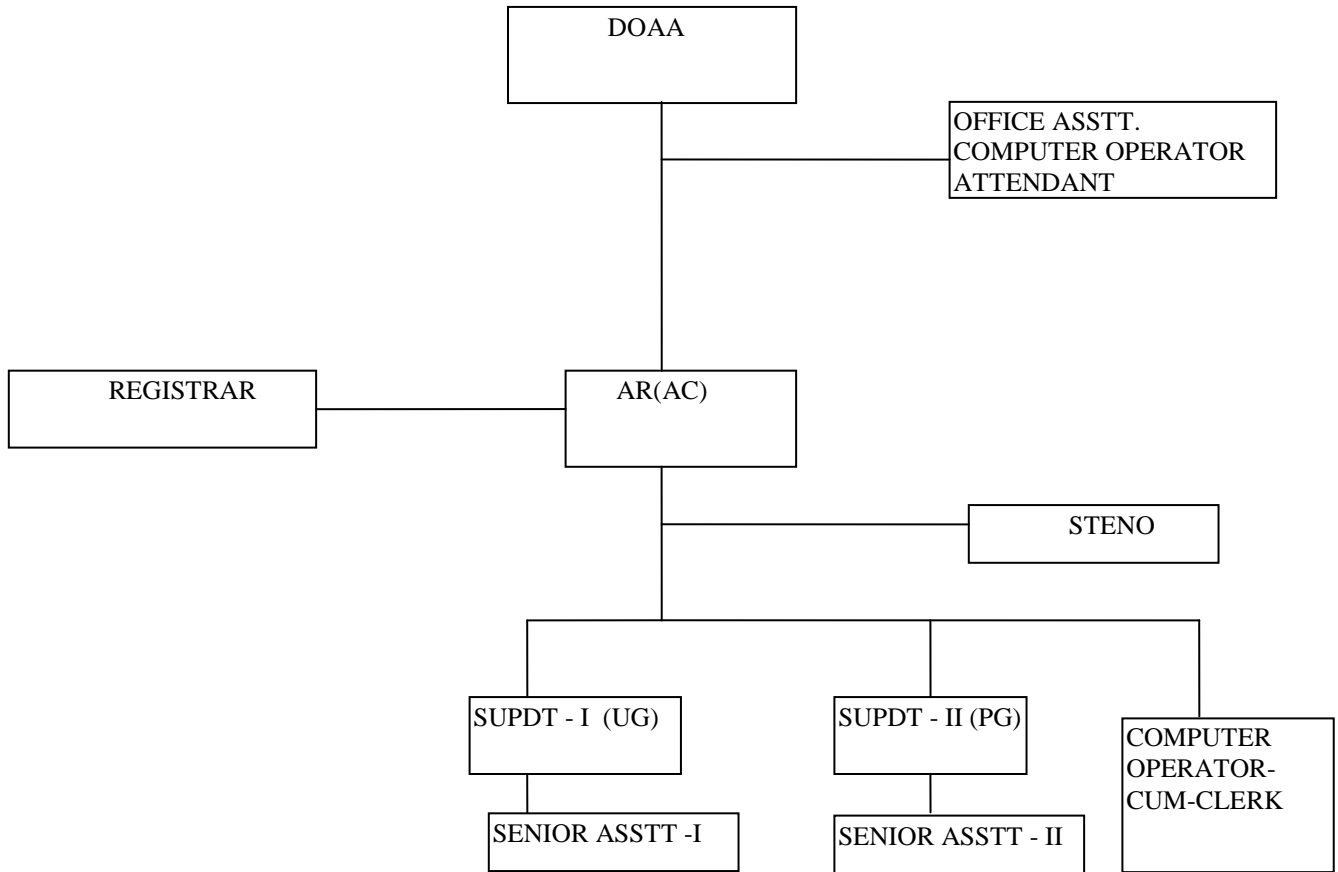 DOAA
OFFICE ASSTT.
COMPUTER OPERATOR
ATTENDANT
REGISTRAR
AR(AC)
STENO
SUPDT - I (UG)
SUPDT - II (PG)
COMPUTER
OPERATOR-
CUM-CLERK
SENIOR ASSTT -I
SENIOR ASSTT - II